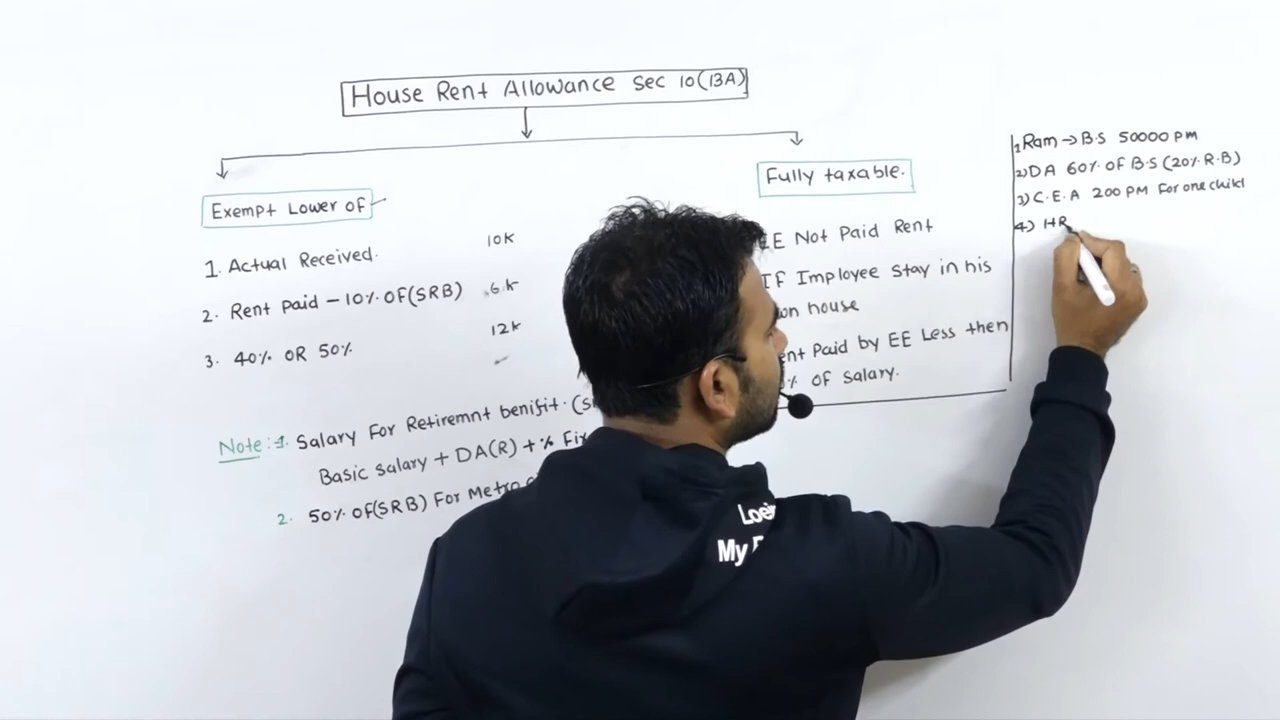 House Rent Allowance sec 10(13A)
Exempt Lower of
1. Actual Received.
10K
2. Rent Paid - 10% OF(SRB)
6K
3. 40% OR 50%
12K
Note:-1. Salary For Retiremnt benifit.
Basic salary + DA(R) + %
2. 50% OF(SRB) For Metro
Fully taxable.
EE Not Paid Rent
IF Imployee Stay in his
house
Paid by EE Less then
% OF Salary.
1) Ram → B.S 50000 PM
2) DA 60% OF B.S (20% R.B)
3) C.E.A 200 PM For one child
4) HR
My